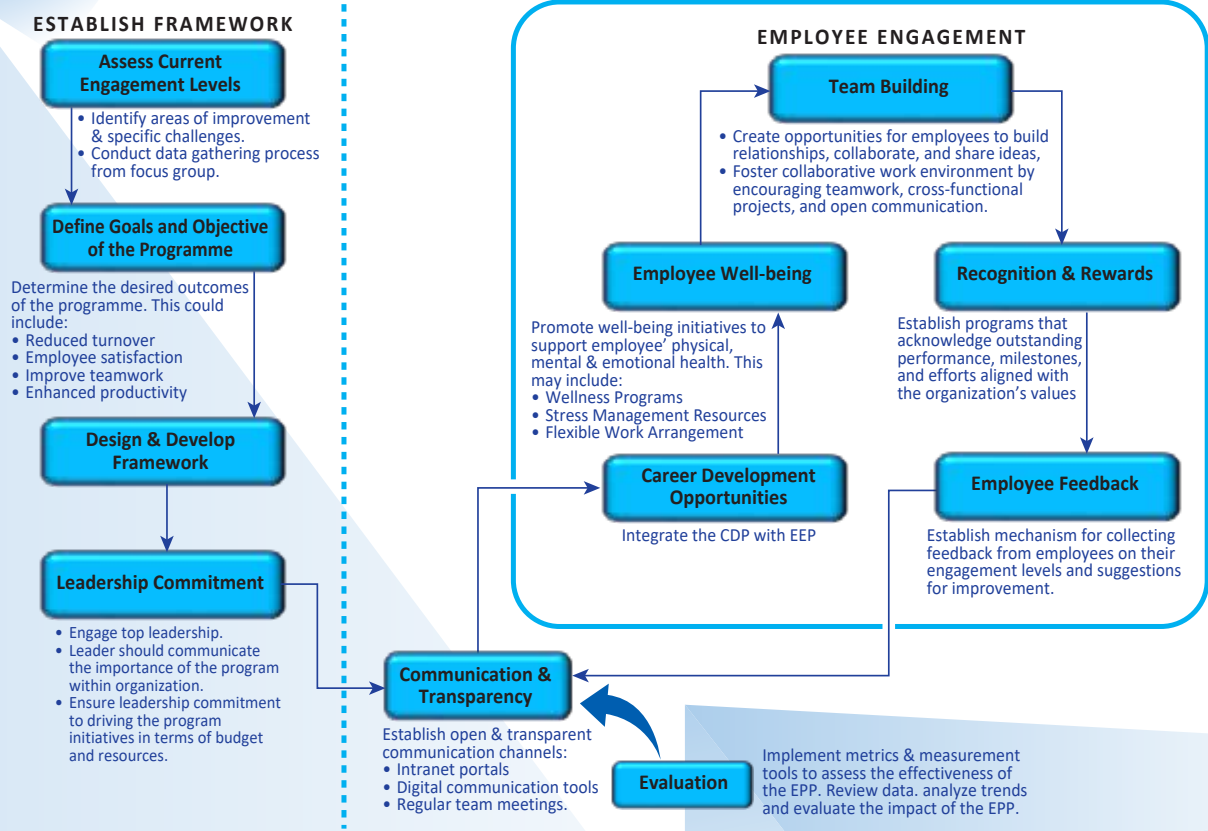 ESTABLISH FRAMEWORK
Assess Current
Engagement Levels
• Identify areas of improvement
& specific challenges.
• Conduct data gathering process
from focus group.
Define Goals and Objective
of the Programme
Determine the desired outcomes
of the programme. This could
include:
• Reduced turnover
• Employee satisfaction
• Improve teamwork
• Enhanced productivity
Design & Develop
Framework
Leadership Commitment
• Engage top leadership.
• Leader should communicate
the importance of the program
within organization.
• Ensure leadership commitment
to driving the program
initiatives in terms of budget
and resources.
Communication &
Transparency
Establish open & transparent
communication channels:
• Intranet portals
• Digital communication tools
• Regular team meetings.
Evaluation
Implement metrics & measurement
tools to assess the effectiveness of
the EPP. Review data. analyze trends
and evaluate the impact of the EPP.
EMPLOYEE ENGAGEMENT
Career Development
Opportunities
Integrate the CDP with EEP
Employee Well-being
Promote well-being initiatives to
support employee’ physical,
mental & emotional health. This
may include:
• Wellness Programs
• Stress Management Resources
• Flexible Work Arrangement
Team Building
• Create opportunities for employees to build
relationships, collaborate, and share ideas,
• Foster collaborative work environment by
encouraging teamwork, cross-functional
projects, and open communication.
Recognition & Rewards
Establish programs that
acknowledge outstanding
performance, milestones,
and efforts aligned with
the organization’s values
Employee Feedback
Establish mechanism for collecting
feedback from employees on their
engagement levels and suggestions
for improvement.